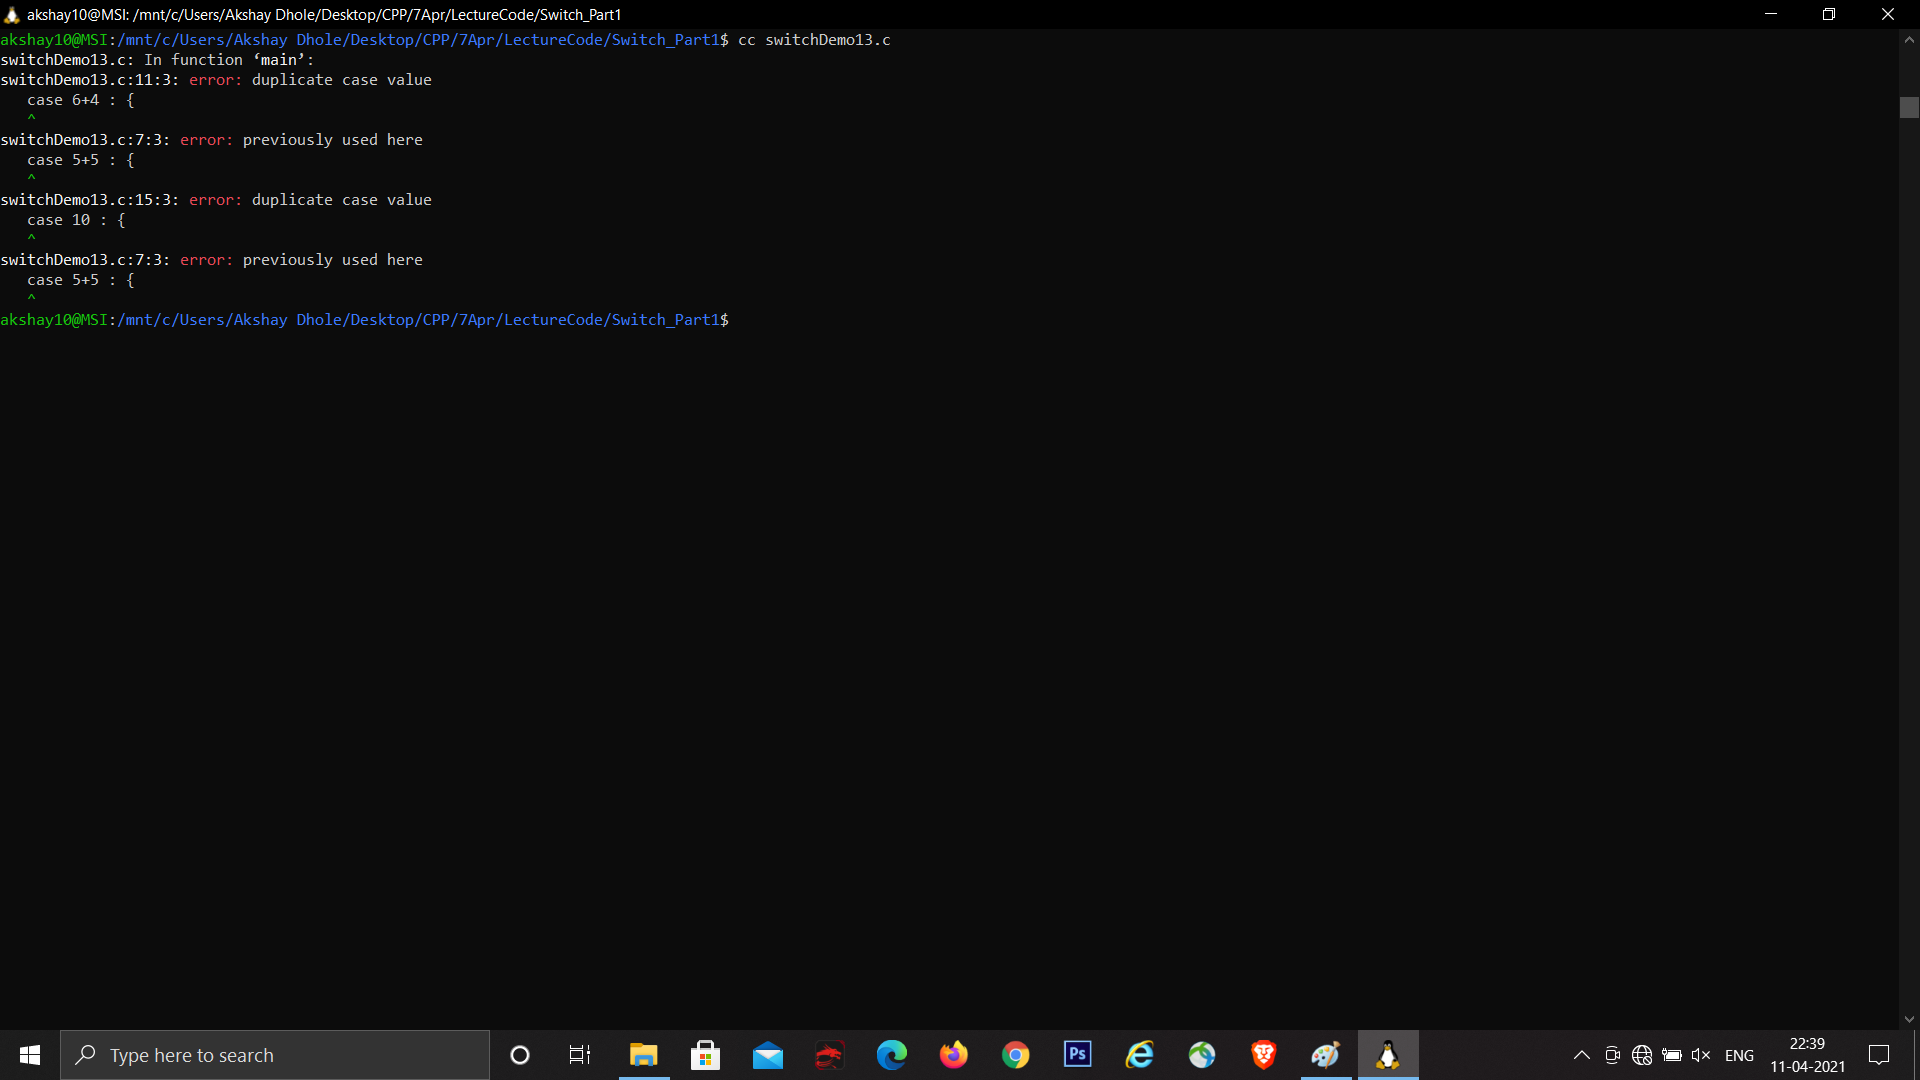 akshay10@MSI: /mnt/c/Users/Akshay Dhole/Desktop/CPP/7Apr/LectureCode/Switch_Part1
akshay10@MSI:/mnt/c/Users/Akshay Dhole/Desktop/CPP/7Apr/LectureCode/Switch_Part1$ cc switchDemo13.c
switchDemo13.c: In function ‘main’:
switchDemo13.c:11:3: error: duplicate case value
   case 6+4 : {
   ^
switchDemo13.c:7:3: error: previously used here
   case 5+5 : {
   ^
switchDemo13.c:15:3: error: duplicate case value
   case 10 : {
   ^
switchDemo13.c:7:3: error: previously used here
   case 5+5 : {
   ^
akshay10@MSI:/mnt/c/Users/Akshay Dhole/Desktop/CPP/7Apr/LectureCode/Switch_Part1$
Type here to search
Ps
ENG
22:39
11-04-2021